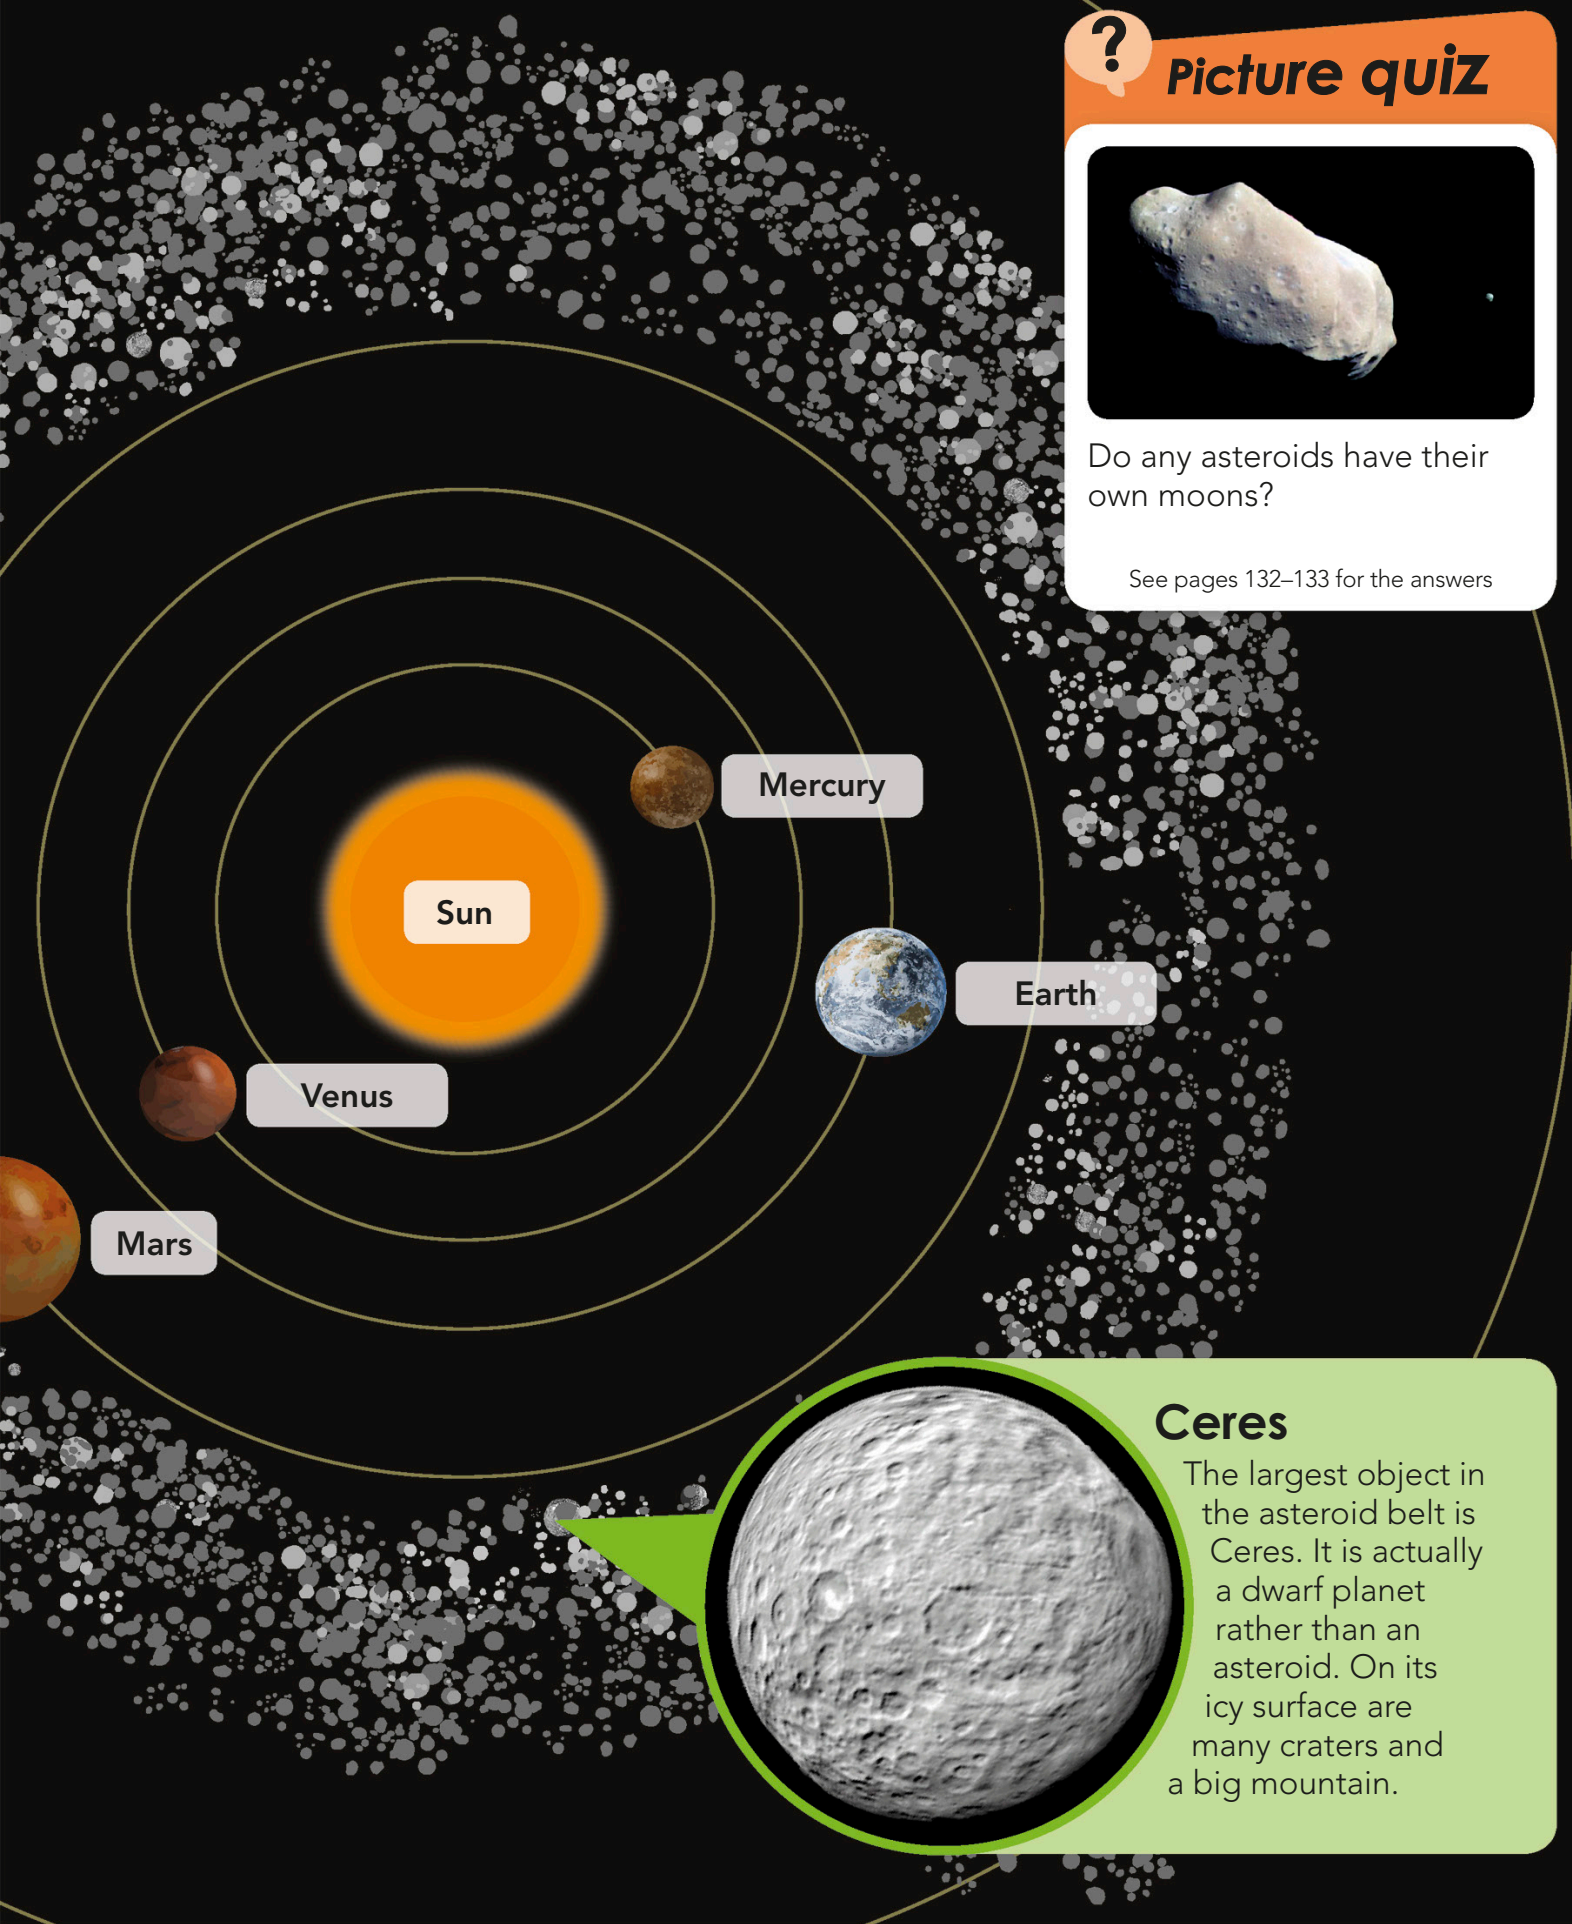 ?
Picture quiz
Do any asteroids have their
own moons?
See pages 132–133 for the answers
Mercury
Sun
Earth
Venus
Mars
Ceres
The largest object in
the asteroid belt is
Ceres. It is actually
a dwarf planet
rather than an
asteroid. On its
icy surface are
many craters and
a big mountain.